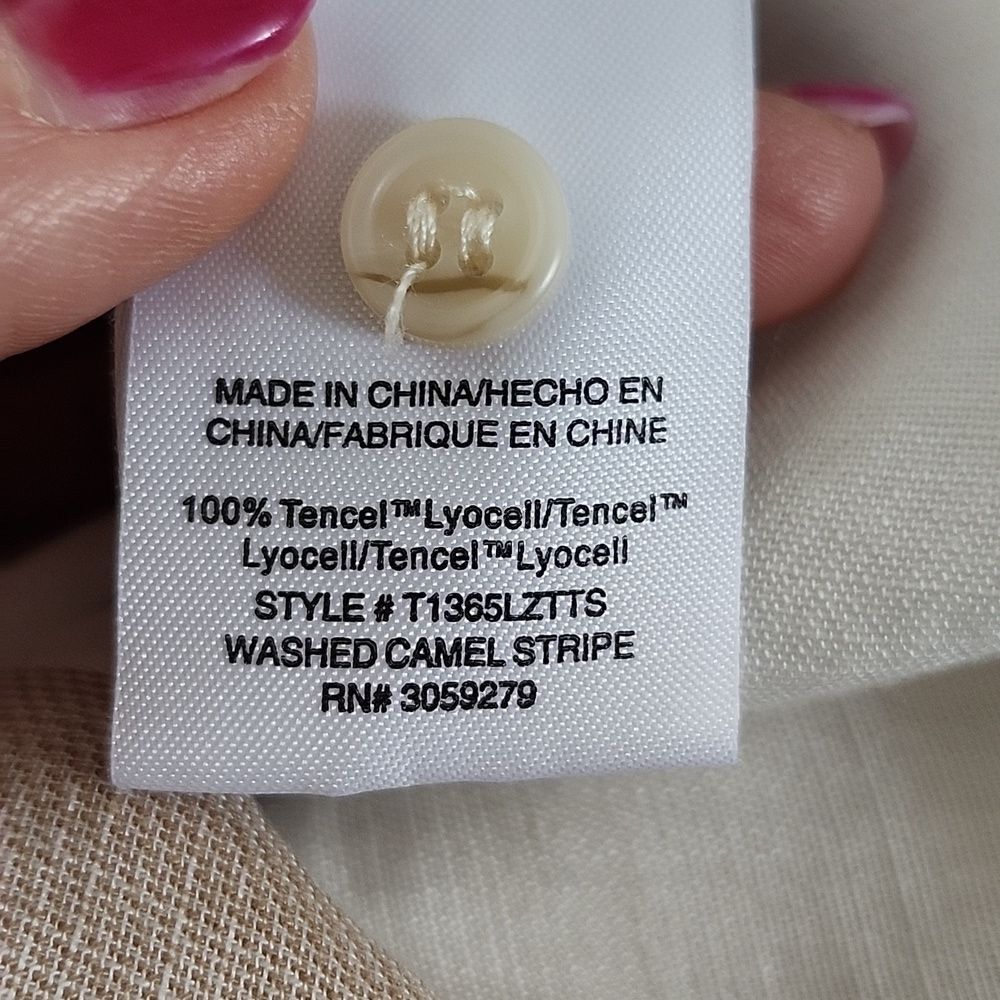 MADE IN CHINA/HECHO EN
CHINA/FABRIQUE EN CHINE
100% Tencel™Lyocell/Tencel™
Lyocell/Tencel™Lyocell
STYLE # T1365LZTTS
WASHED CAMEL STRIPE
RN# 3059279